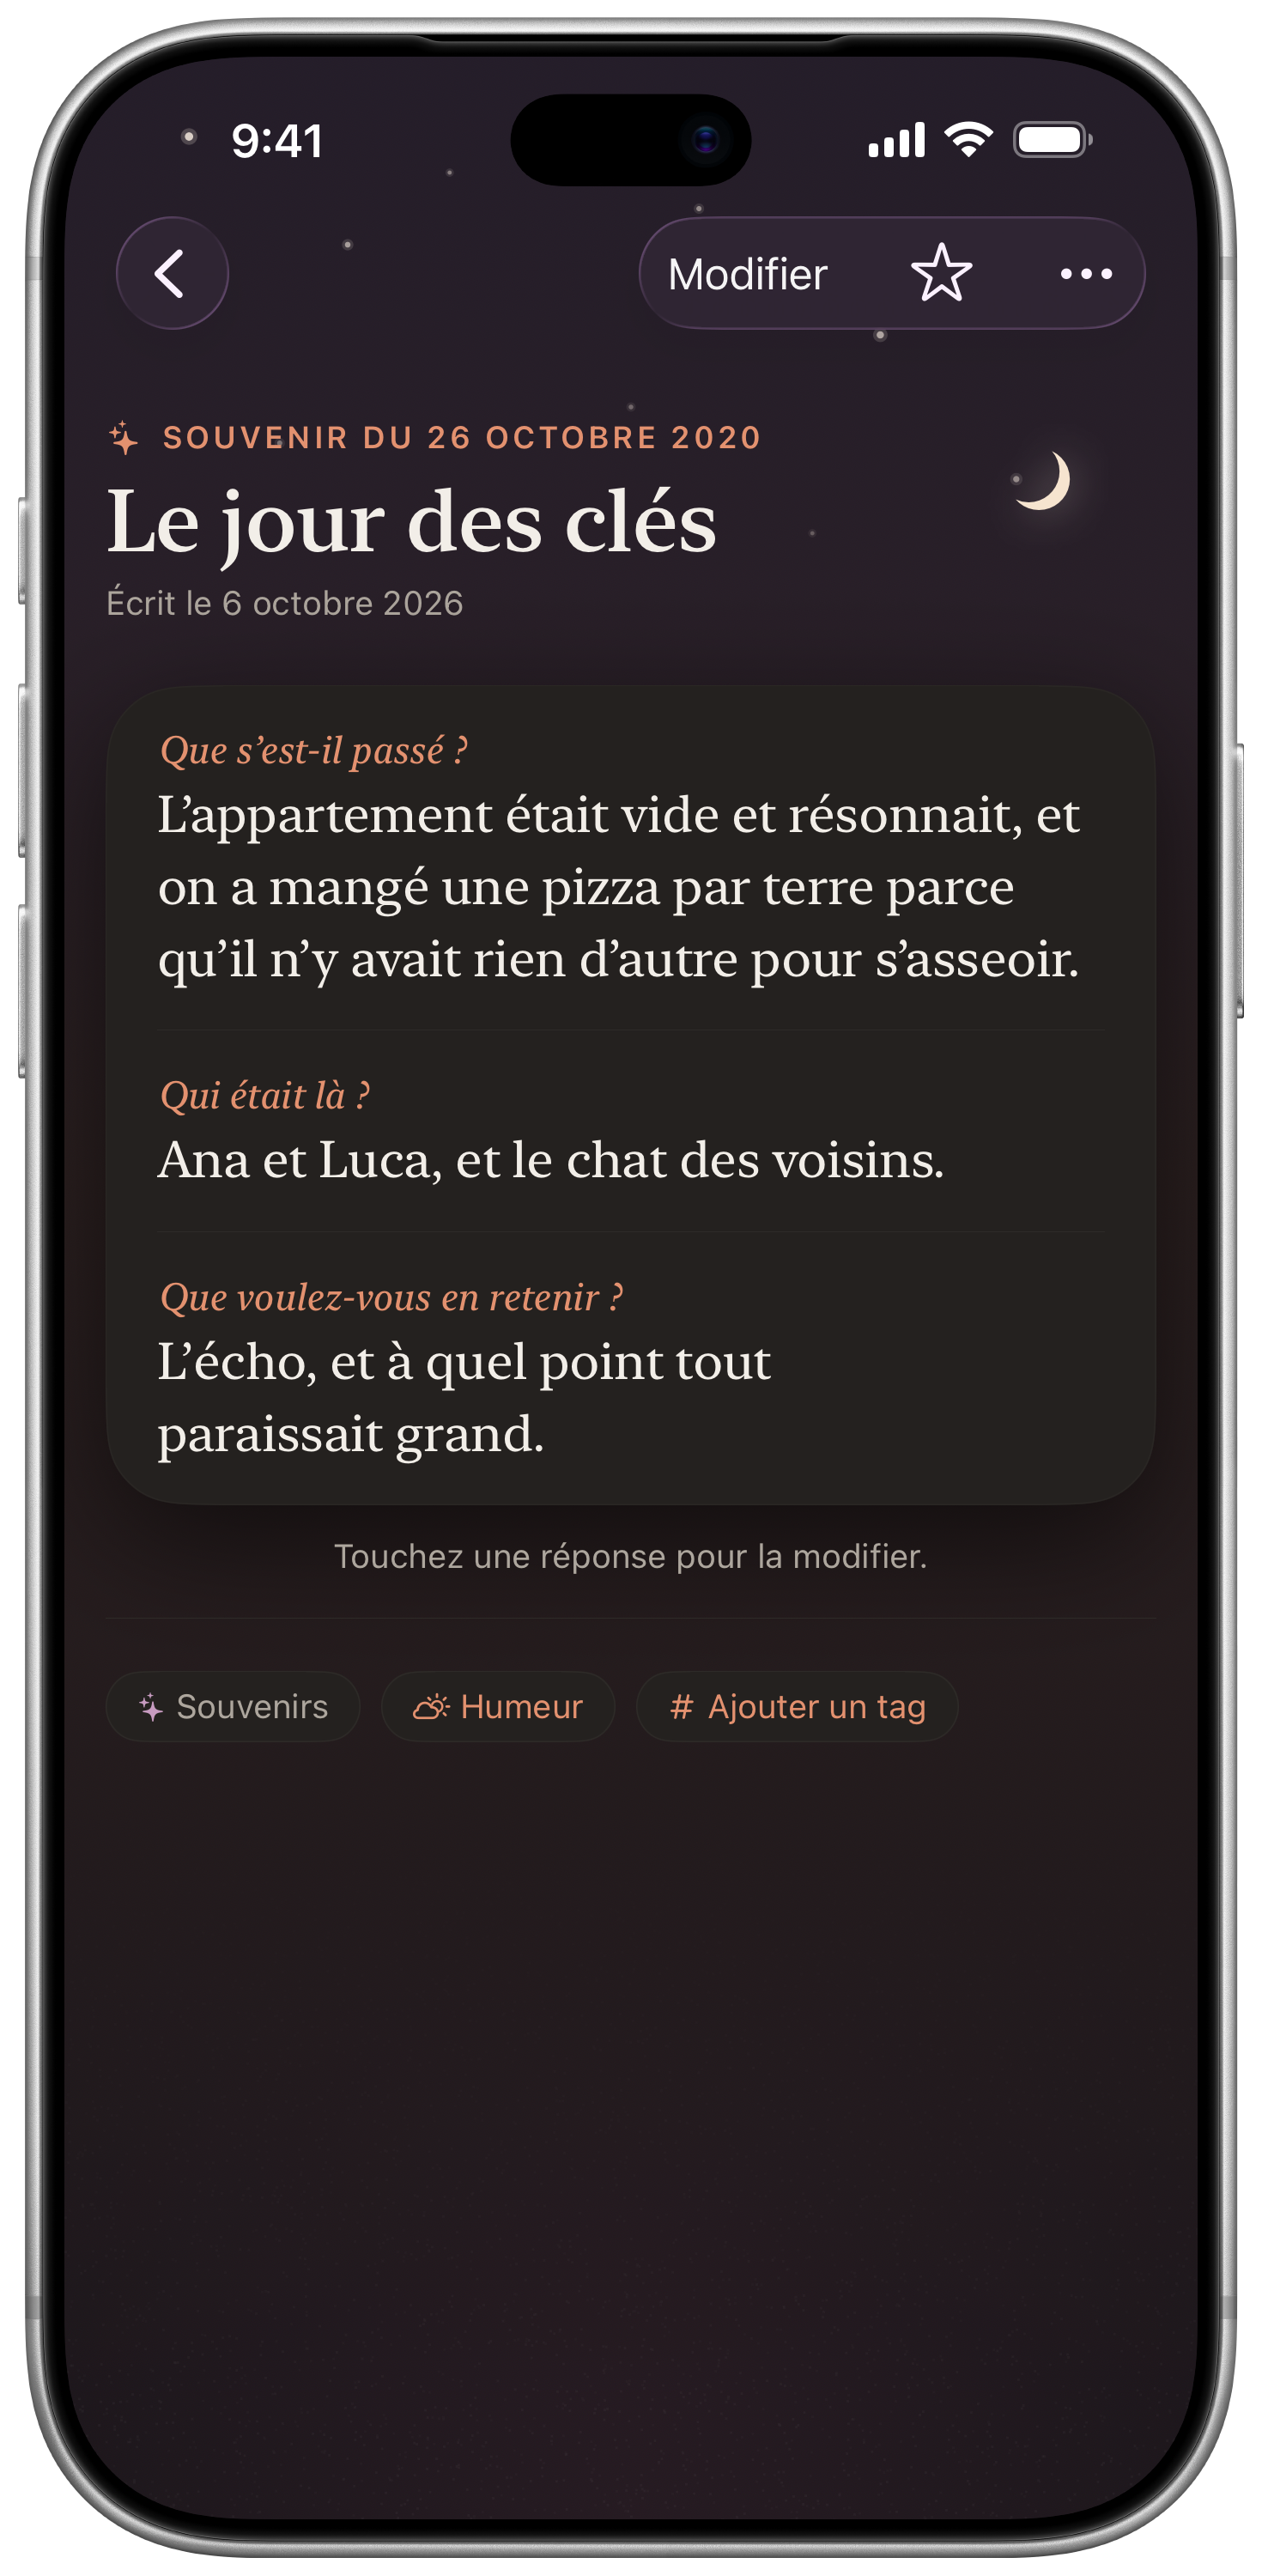 9:41
Modifier
SOUVENIR DU 26 OCTOBRE 2020
Le jour des clés
Écrit le 6 octobre 2026
Que s’est-il passé ?
L’appartement était vide et résonnait, et
on a mangé une pizza par terre parce
qu’il n’y avait rien d’autre pour s’asseoir.
Qui était là ?
Ana et Luca, et le chat des voisins.
Que voulez-vous en retenir ?
L’écho, et à quel point tout
paraissait grand.
Touchez une réponse pour la modifier.
Souvenirs
Humeur
# Ajouter un tag